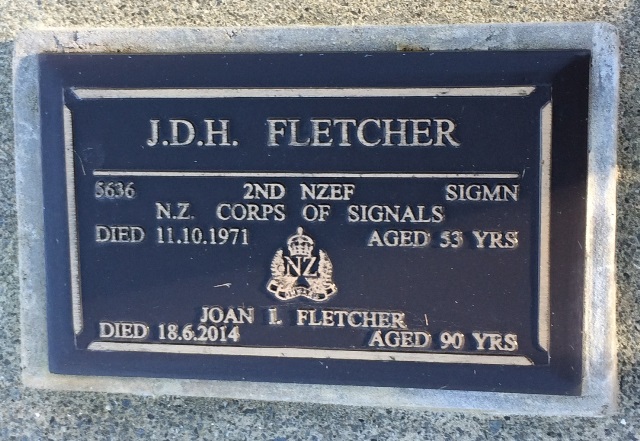 J.D.H. FLETCHER
5636 2ND NZEF SIGMN
N.Z. CORPS OF SIGNALS
DIED 11.10.1971 AGED 53 YRS
NZ
JOAN I. FLETCHER
DIED 18.6.2014 AGED 90 YRS